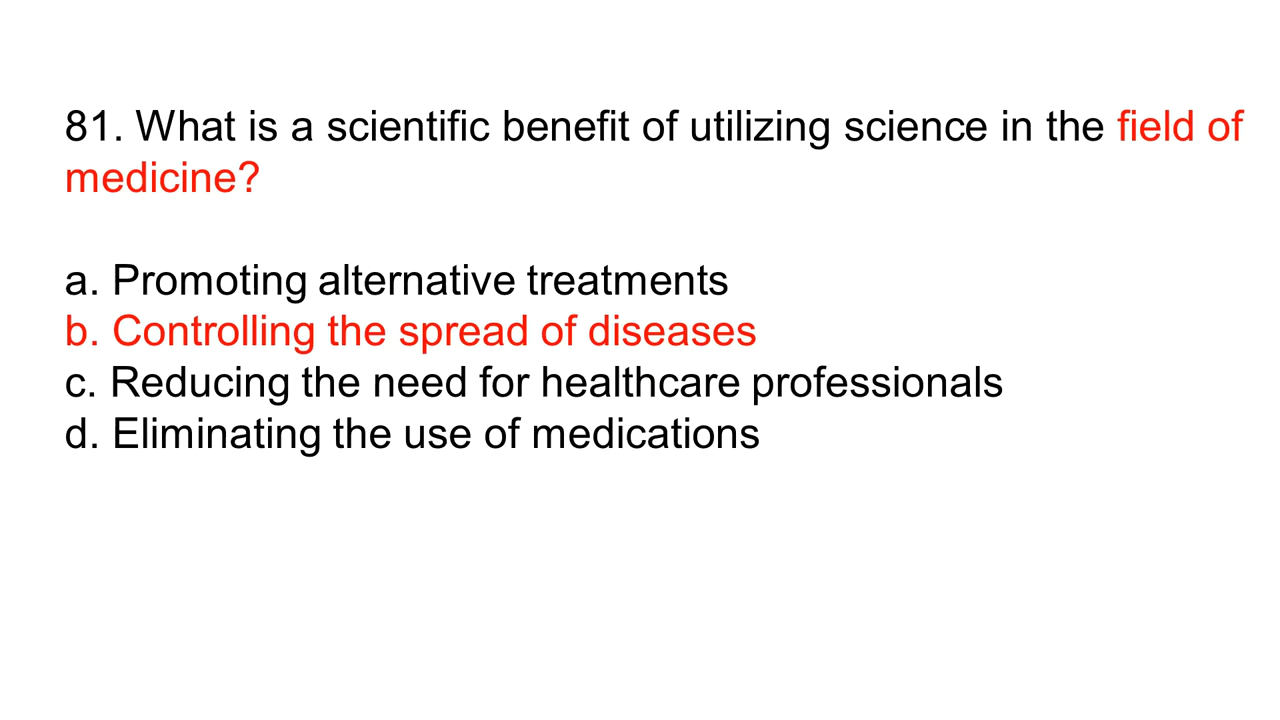 81. What is a scientific benefit of utilizing science in the field of
medicine?
a. Promoting alternative treatments
b. Controlling the spread of diseases
c. Reducing the need for healthcare professionals
d. Eliminating the use of medications